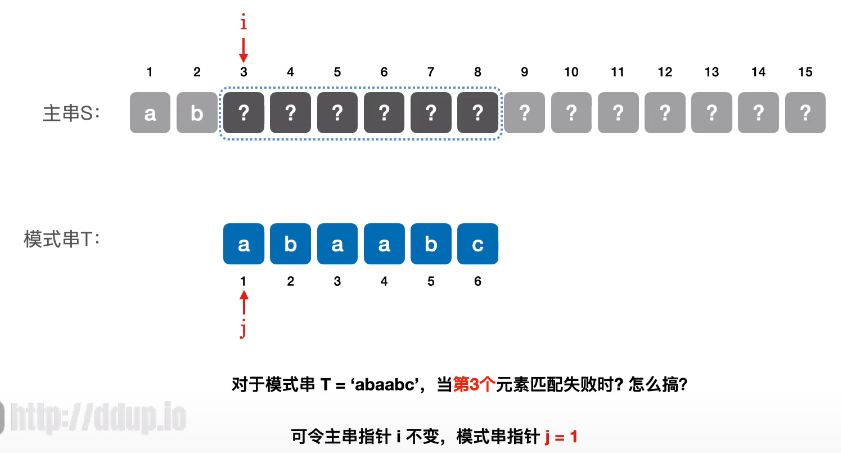 i
1 2 3 4 5 6 7 8 9 10 11 12 13 14 15
主串S: a b ? ? ? ? ? ? ? ? ? ? ? ? ?
模式串T: a b a a b c
1 2 3 4 5 6
j
对于模式串 T = ‘abaabc’，当第3个元素匹配失败时? 怎么搞?
http://ddup.io
可令主串指针 i 不变，模式串指针 j = 1